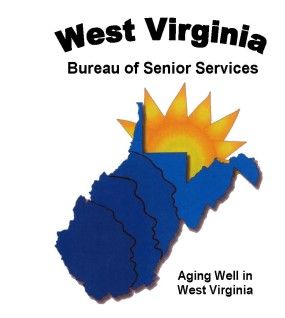 West Virginia
Bureau of Senior Services
Aging Well in
West Virginia